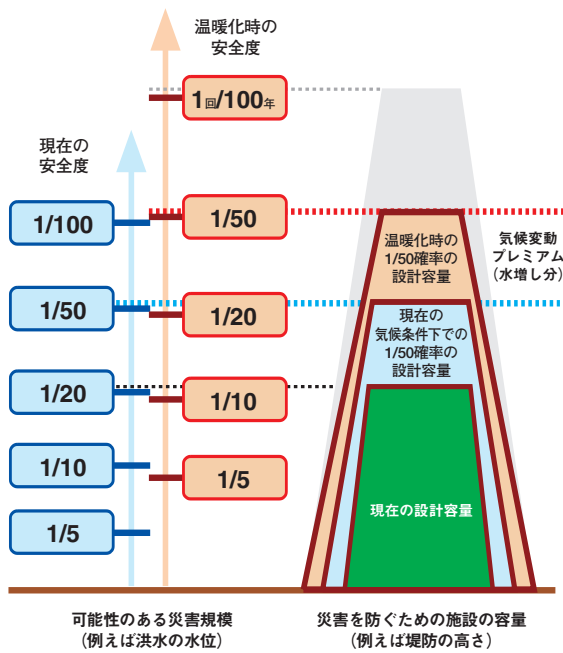 温暖化時の
安全度
1回/100年
現在の
安全度
1/100
1/50
1/50
1/20
1/20
1/10
1/10
1/5
1/5
温暖化時の
1/50確率の
設計容量
気候変動
プレミアム
(水増し分)
現在の
気候条件下での
1/50確率の
設計容量
現在の設計容量
可能性のある災害規模
(例えば洪水の水位)
災害を防ぐための施設の容量
(例えば堤防の高さ)